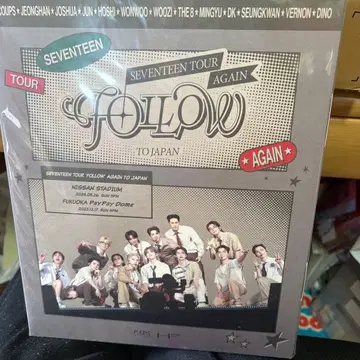 COUPS * JEONGHAN * JOSHUA * JUN * HOSHI * WONWOO * WOOZI * THE 8 * MINGYU * DK * SEUNGKWAN * VERNON * DINO
SEVENTEEN
TOUR
SEVENTEEN TOUR
AGAIN
FOLLOW
TO JAPAN
AGAIN
SEVENTEEN TOUR 'FOLLOW' AGAIN TO JAPAN
NISSAN STADIUM
FUKUOKA PayPay Dome